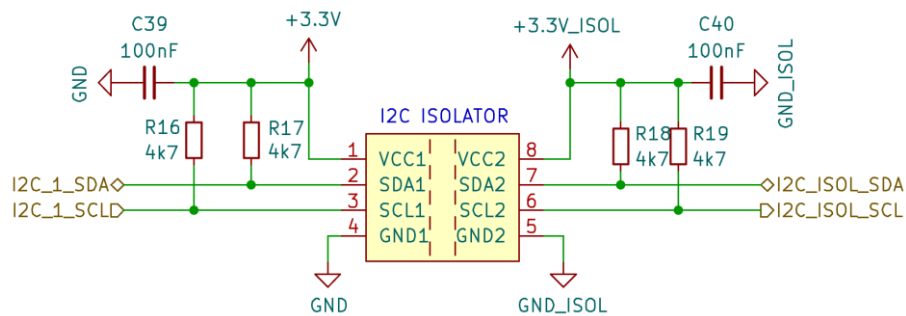 C39
100nF
GND
+3.3V
+3.3V_ISOL
C40
100nF
GND_ISOL
I2C ISOLATOR
R16
4k7
R17
4k7
R18
4k7
R19
4k7
1
VCC1
VCC2
8
I2C_1_SDA
2
SDA1
SDA2
7
I2C_ISOL_SDA
I2C_1_SCL
3
SCL1
SCL2
6
I2C_ISOL_SCL
4
GND1
GND2
5
GND
GND_ISOL